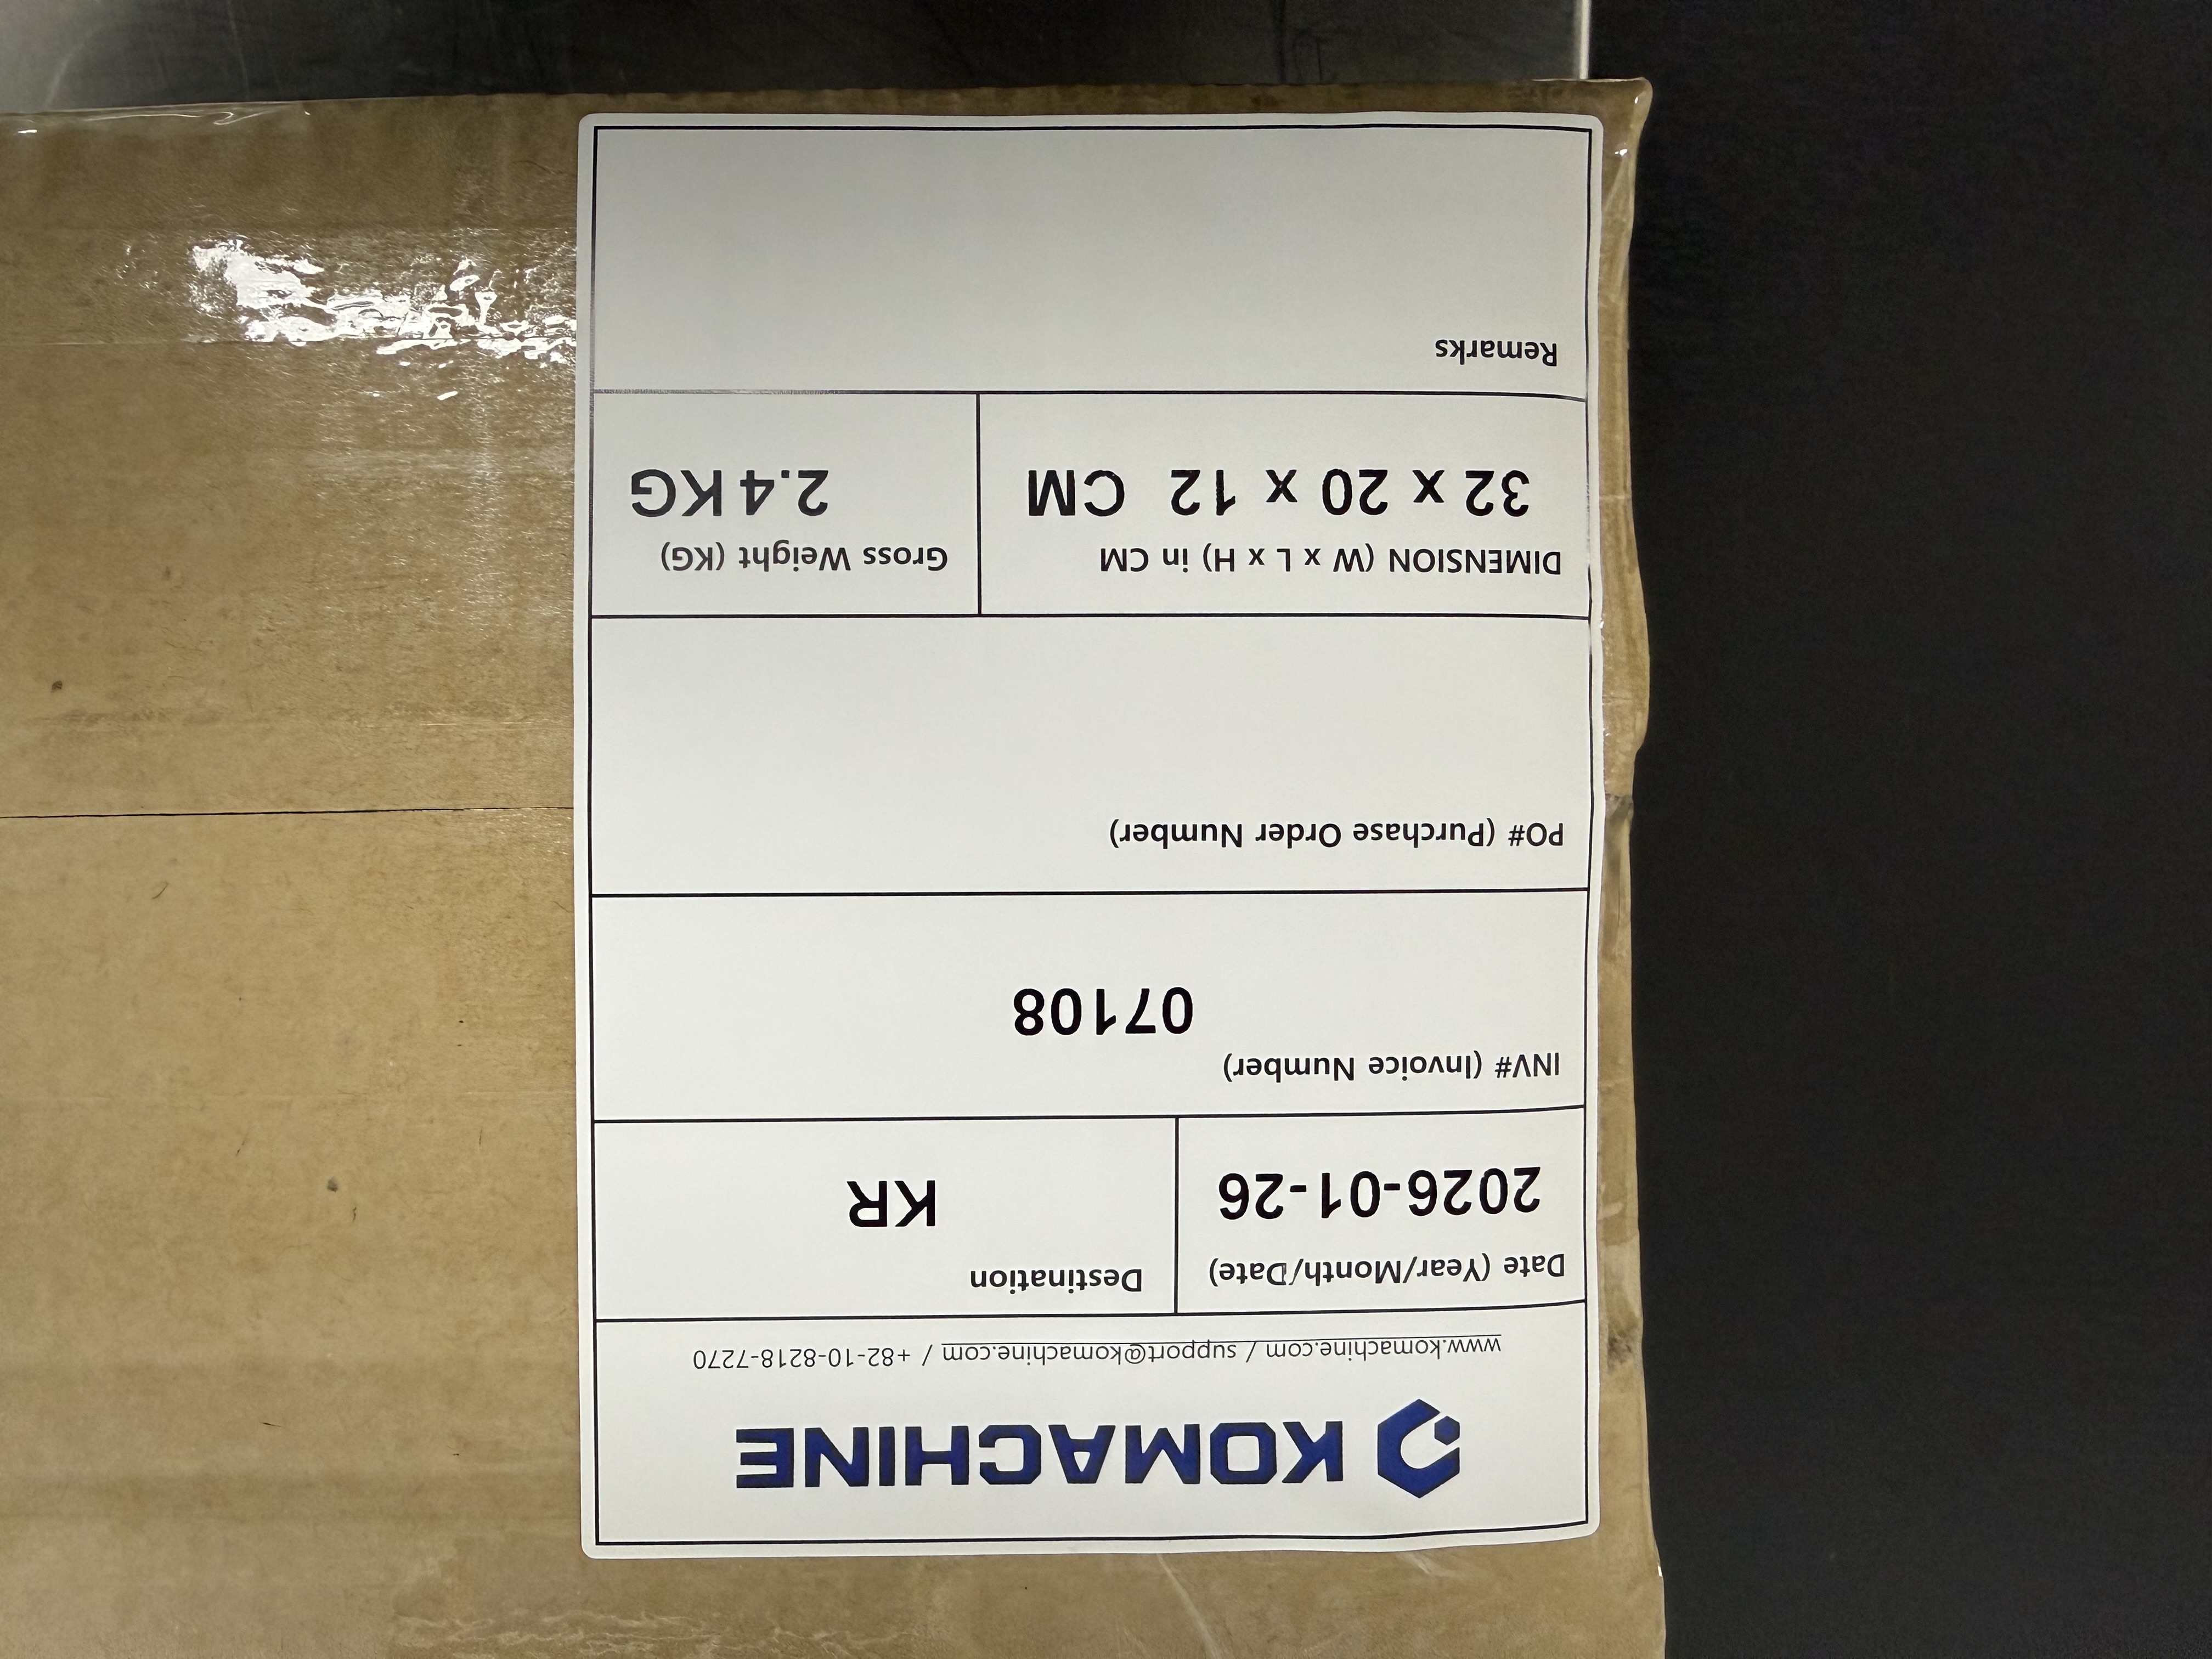 KOMACHINE
www.komachine.com / support@komachine.com / +82-10-8218-7270
Date (Year/Month/Date)
2026-01-26
Destination
KR
INV# (Invoice Number)
07108
PO# (Purchase Order Number)
DIMENSION (W x L x H) in CM
32 x 20 x 12 CM
Gross Weight (KG)
2.4 KG
Remarks